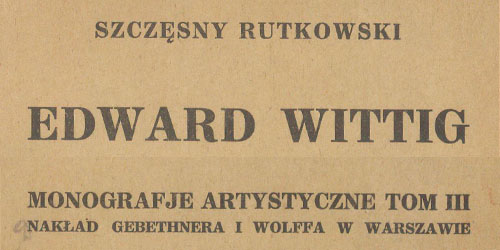 SZCZĘSNY RUTKOWSKI
EDWARD WITTIG
MONOGRAFJE ARTYSTYCZNE TOM III
NAKŁAD GEBETHNERA I WOLFFA W WARSZAWIE